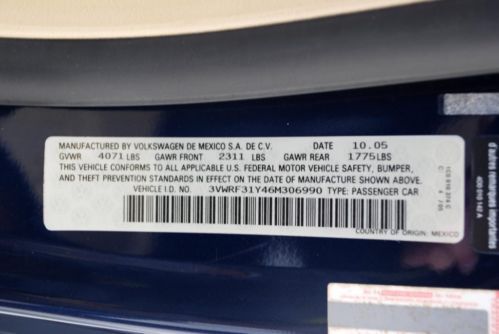 MANUFACTURED BY VOLKSWAGEN DE MEXICO S.A. DE C.V. DATE 10.05
GVWR 4071 LBS GAWR FRONT 2311 LBS GAWR REAR 1775LBS
THIS VEHICLE CONFORMS TO ALL APPLICABLE U.S. FEDERAL MOTOR VEHICLE SAFETY, BUMPER,
AND THEFT PREVENTION STANDARDS IN EFFECT ON THE DATE OF MANUFACTURE SHOWN ABOVE.
VEHICLE I.D. NO. 3VWRF31Y46M306990 TYPE: PASSENGER CAR
COUNTRY OF ORIGIN: MEXICO